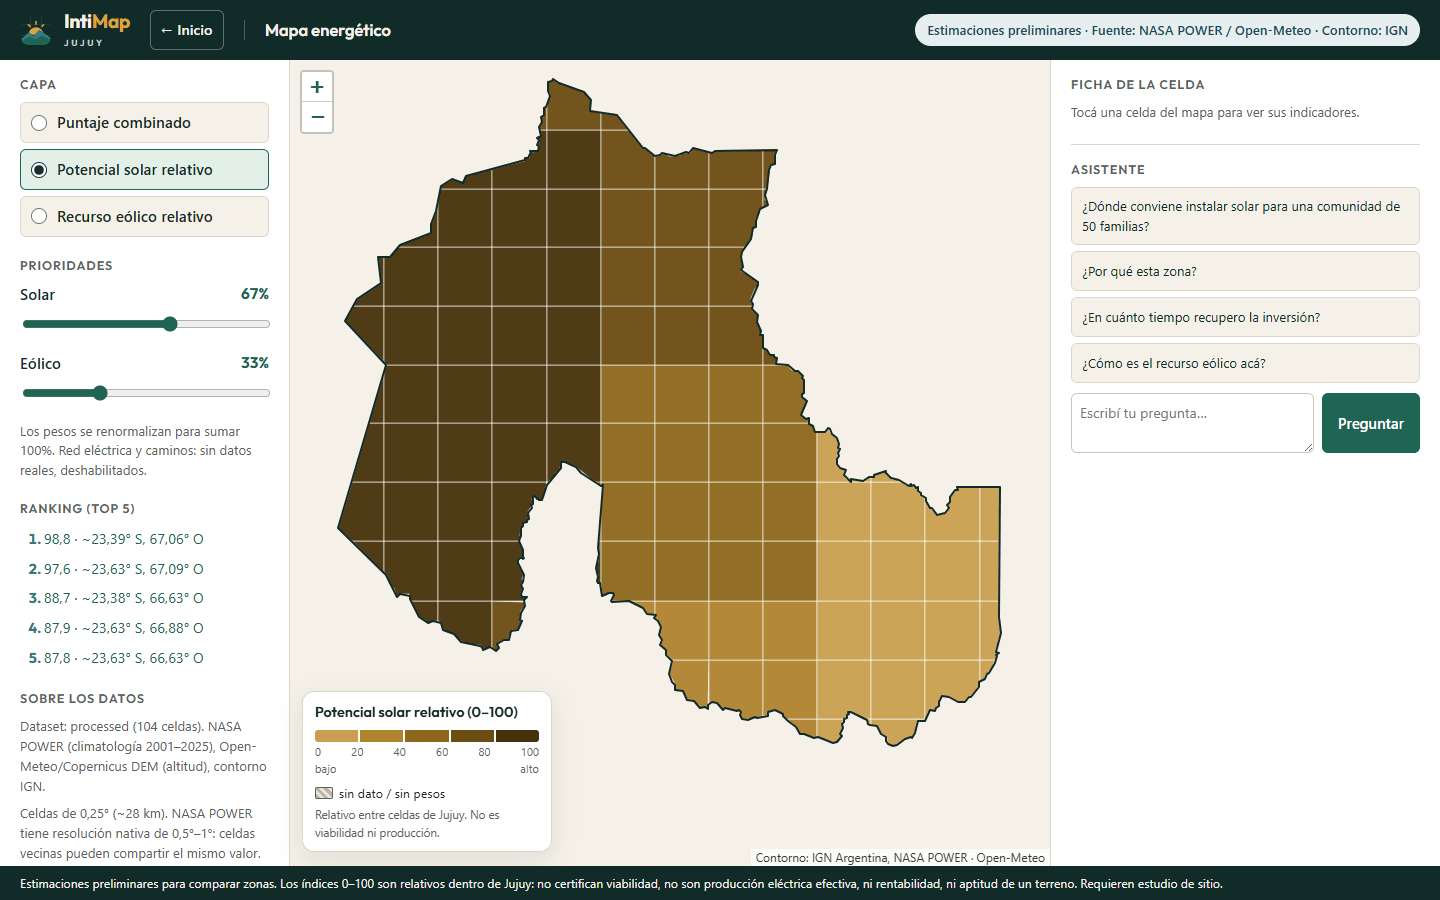 IntiMap
JUJUY
← Inicio
Mapa energético
Estimaciones preliminares · Fuente: NASA POWER / Open-Meteo · Contorno: IGN
CAPA
Puntaje combinado
Potencial solar relativo
Recurso eólico relativo
PRIORIDADES
Solar 67%
Eólico 33%
Los pesos se renormalizan para sumar
100%. Red eléctrica y caminos: sin datos
reales, deshabilitados.
RANKING (TOP 5)
1. 98,8 · ~23,39° S, 67,06° O
2. 97,6 · ~23,63° S, 67,09° O
3. 88,7 · ~23,38° S, 66,63° O
4. 87,9 · ~23,63° S, 66,88° O
5. 87,8 · ~23,63° S, 66,63° O
SOBRE LOS DATOS
Dataset: processed (104 celdas). NASA
POWER (climatología 2001–2025), Open-
Meteo/Copernicus DEM (altitud), contorno
IGN.
Celdas de 0,25° (~28 km). NASA POWER
tiene resolución nativa de 0,5°–1°: celdas
vecinas pueden compartir el mismo valor.
+
−
Potencial solar relativo (0–100)
0 20 40 60 80 100
bajo alto
sin dato / sin pesos
Relativo entre celdas de Jujuy. No es
viabilidad ni producción.
Contorno: IGN Argentina, NASA POWER · Open-Meteo
FICHA DE LA CELDA
Tocá una celda del mapa para ver sus indicadores.
ASISTENTE
¿Dónde conviene instalar solar para una comunidad de
50 familias?
¿Por qué esta zona?
¿En cuánto tiempo recupero la inversión?
¿Cómo es el recurso eólico acá?
Escribí tu pregunta...
Preguntar
Estimaciones preliminares para comparar zonas. Los índices 0–100 son relativos dentro de Jujuy: no certifican viabilidad, no son producción eléctrica efectiva, ni rentabilidad, ni aptitud de un terreno. Requieren estudio de sitio.